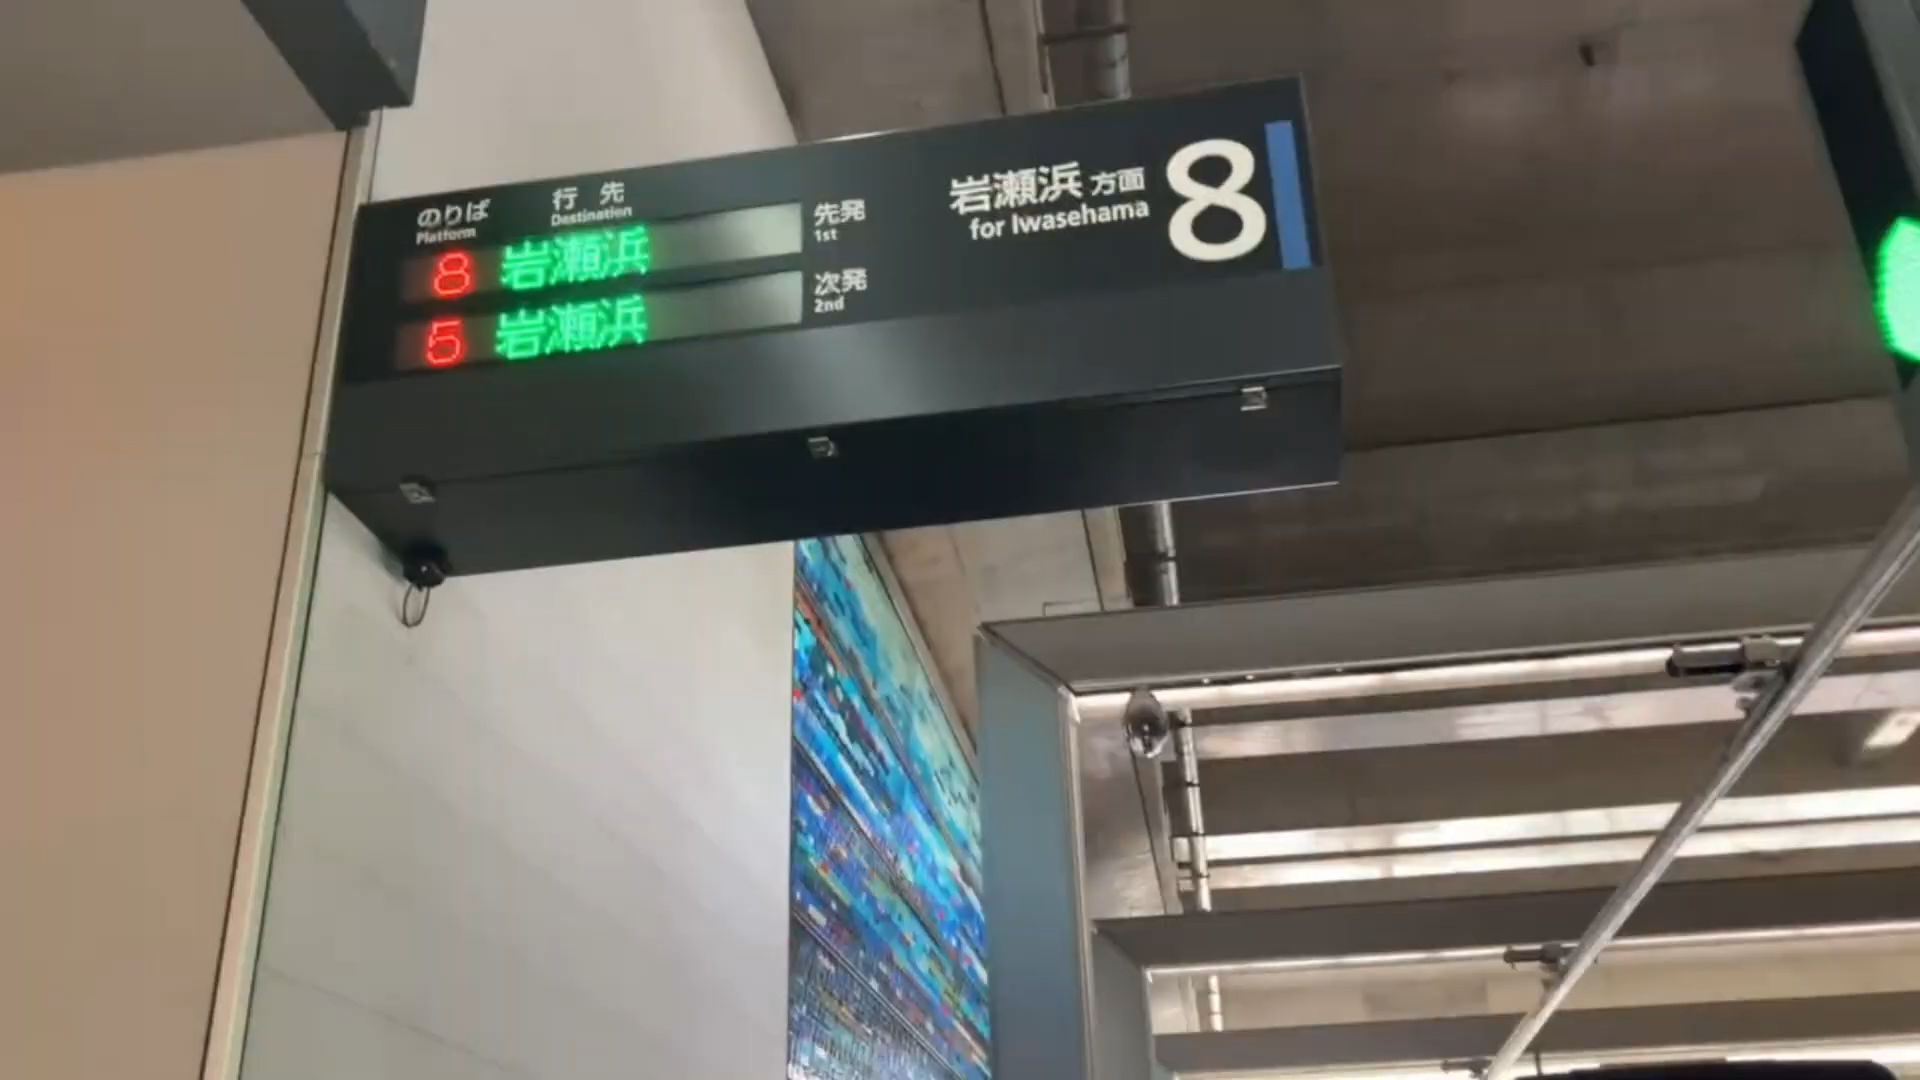 のりば 行先
Platform Destination
8 岩瀬浜 先発 1st
5 岩瀬浜 次発 2nd
岩瀬浜 方面 8
for Iwasehama